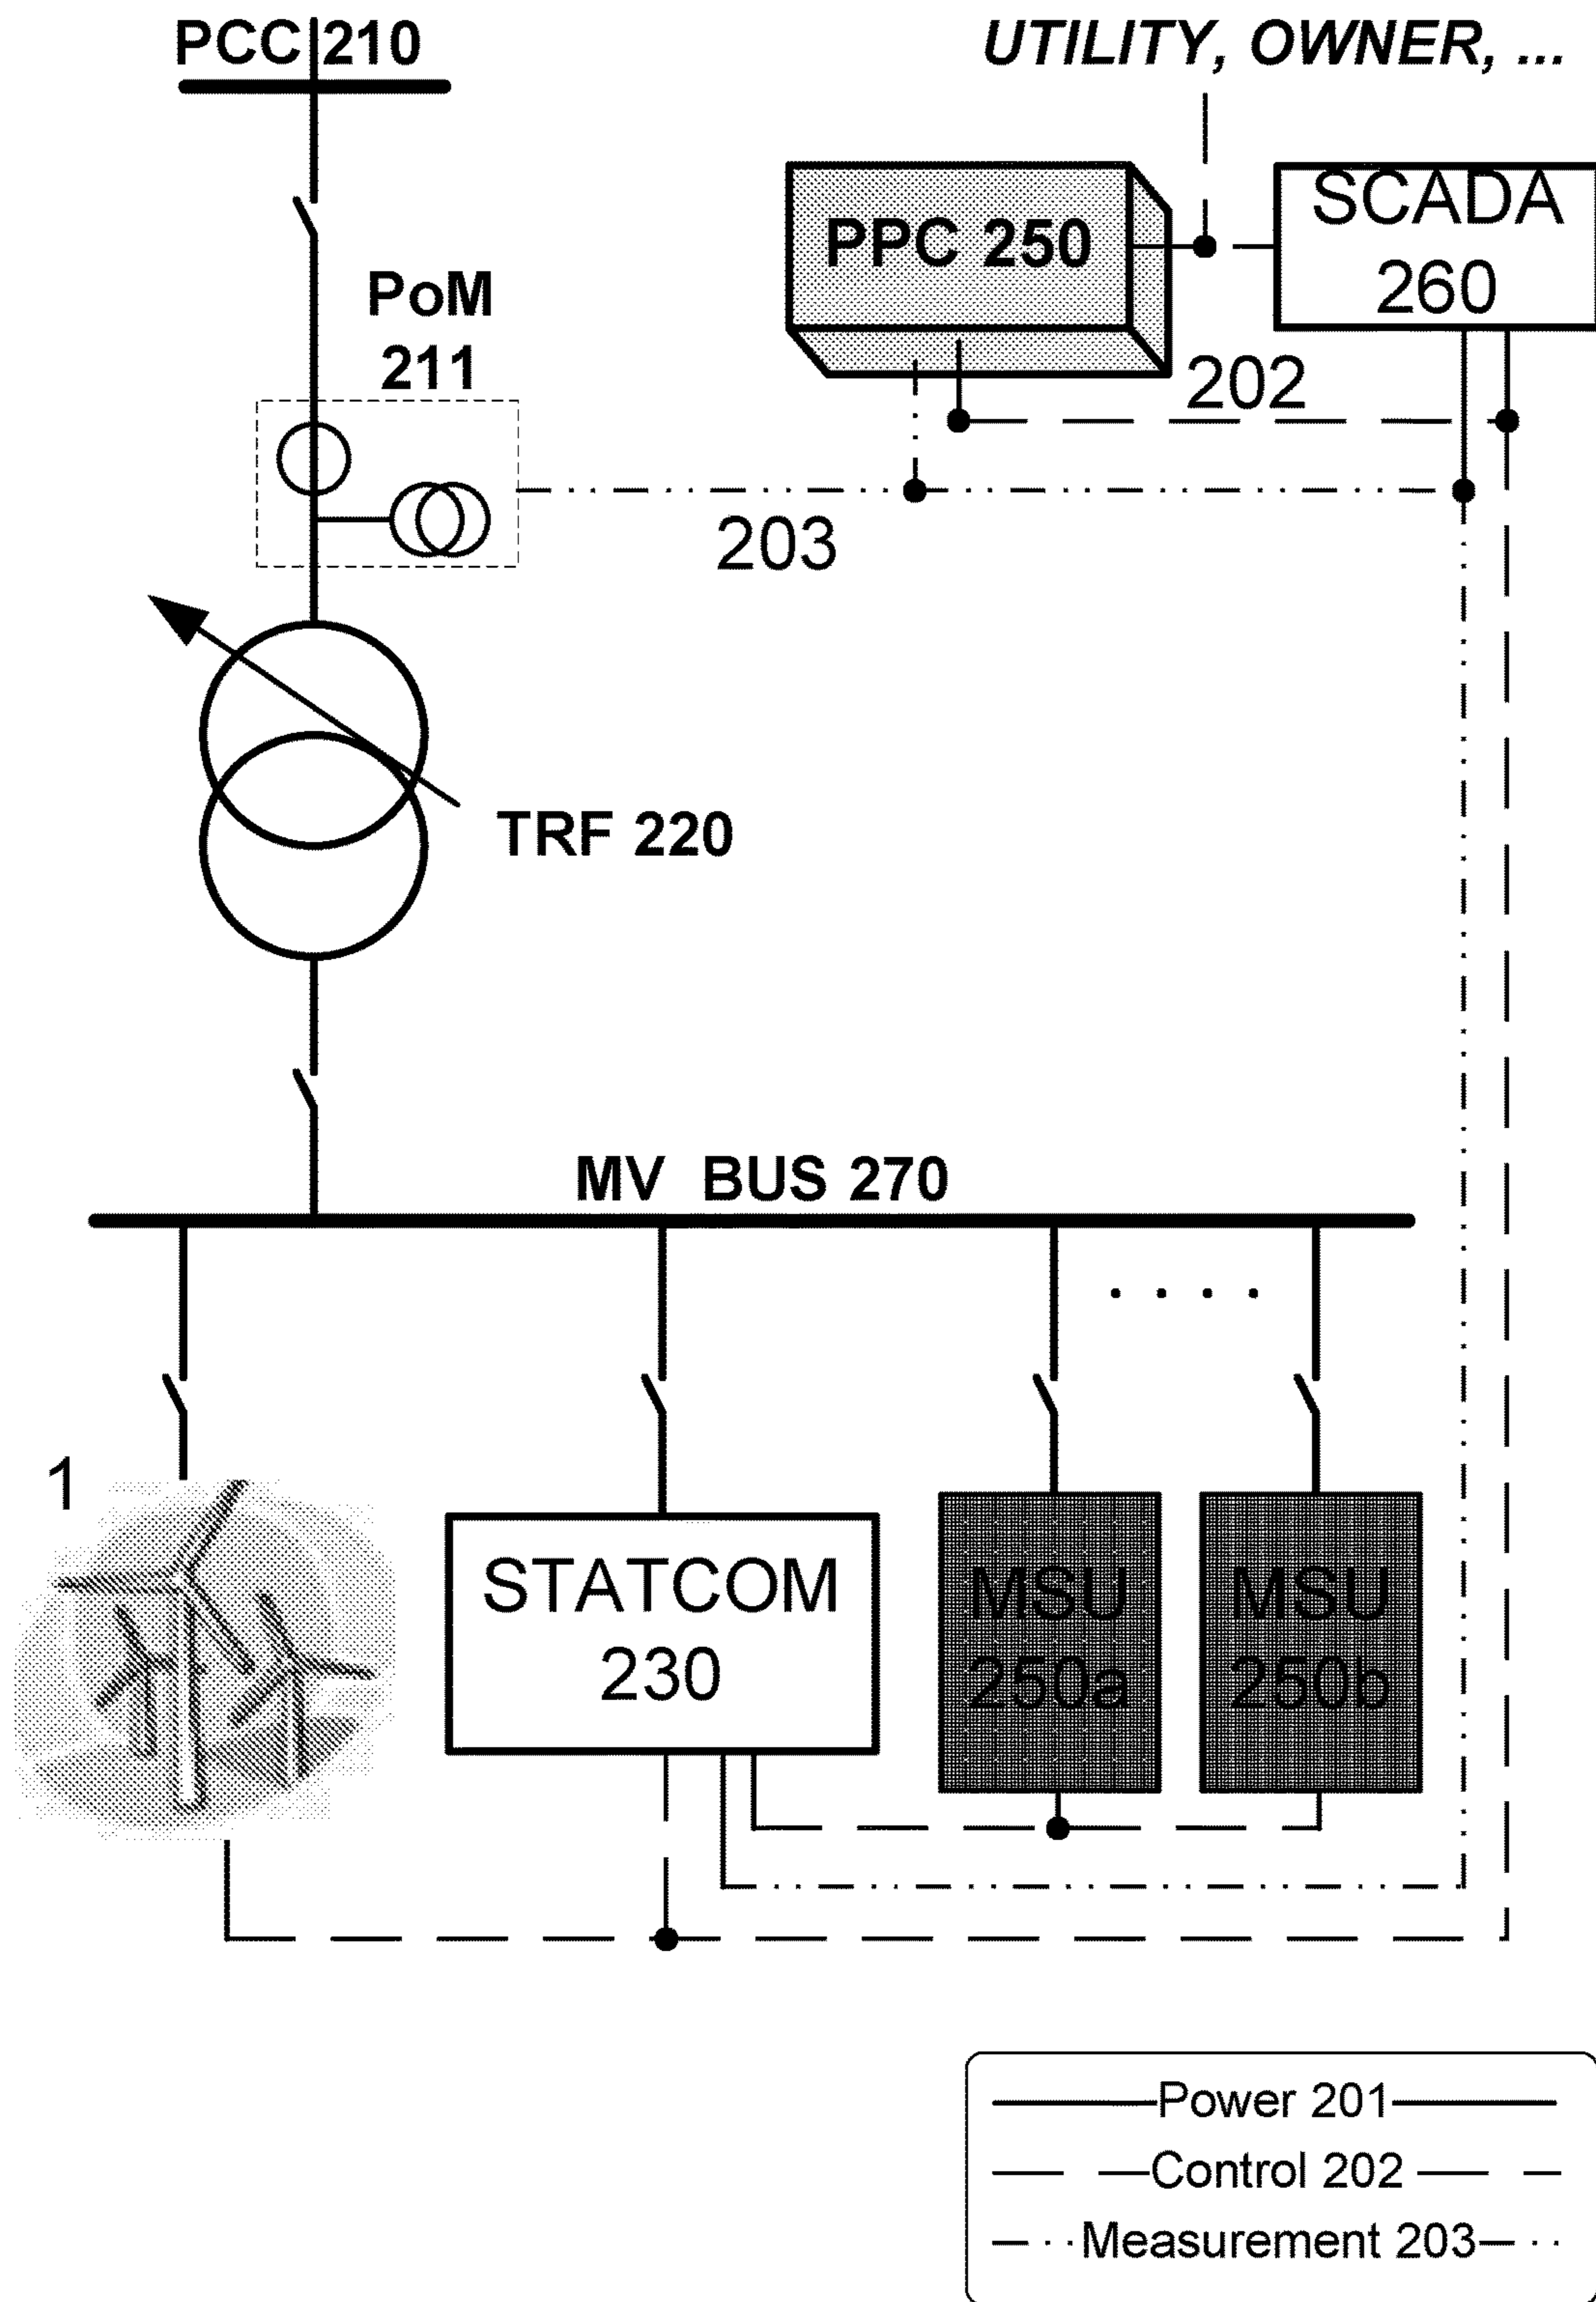 PCC 210
UTILITY, OWNER, ...
PPC 250
SCADA
260
PoM
211
202
203
TRF 220
MV BUS 270
1
STATCOM
230
MSU
250a
MSU
250b
Power 201
Control 202
Measurement 203